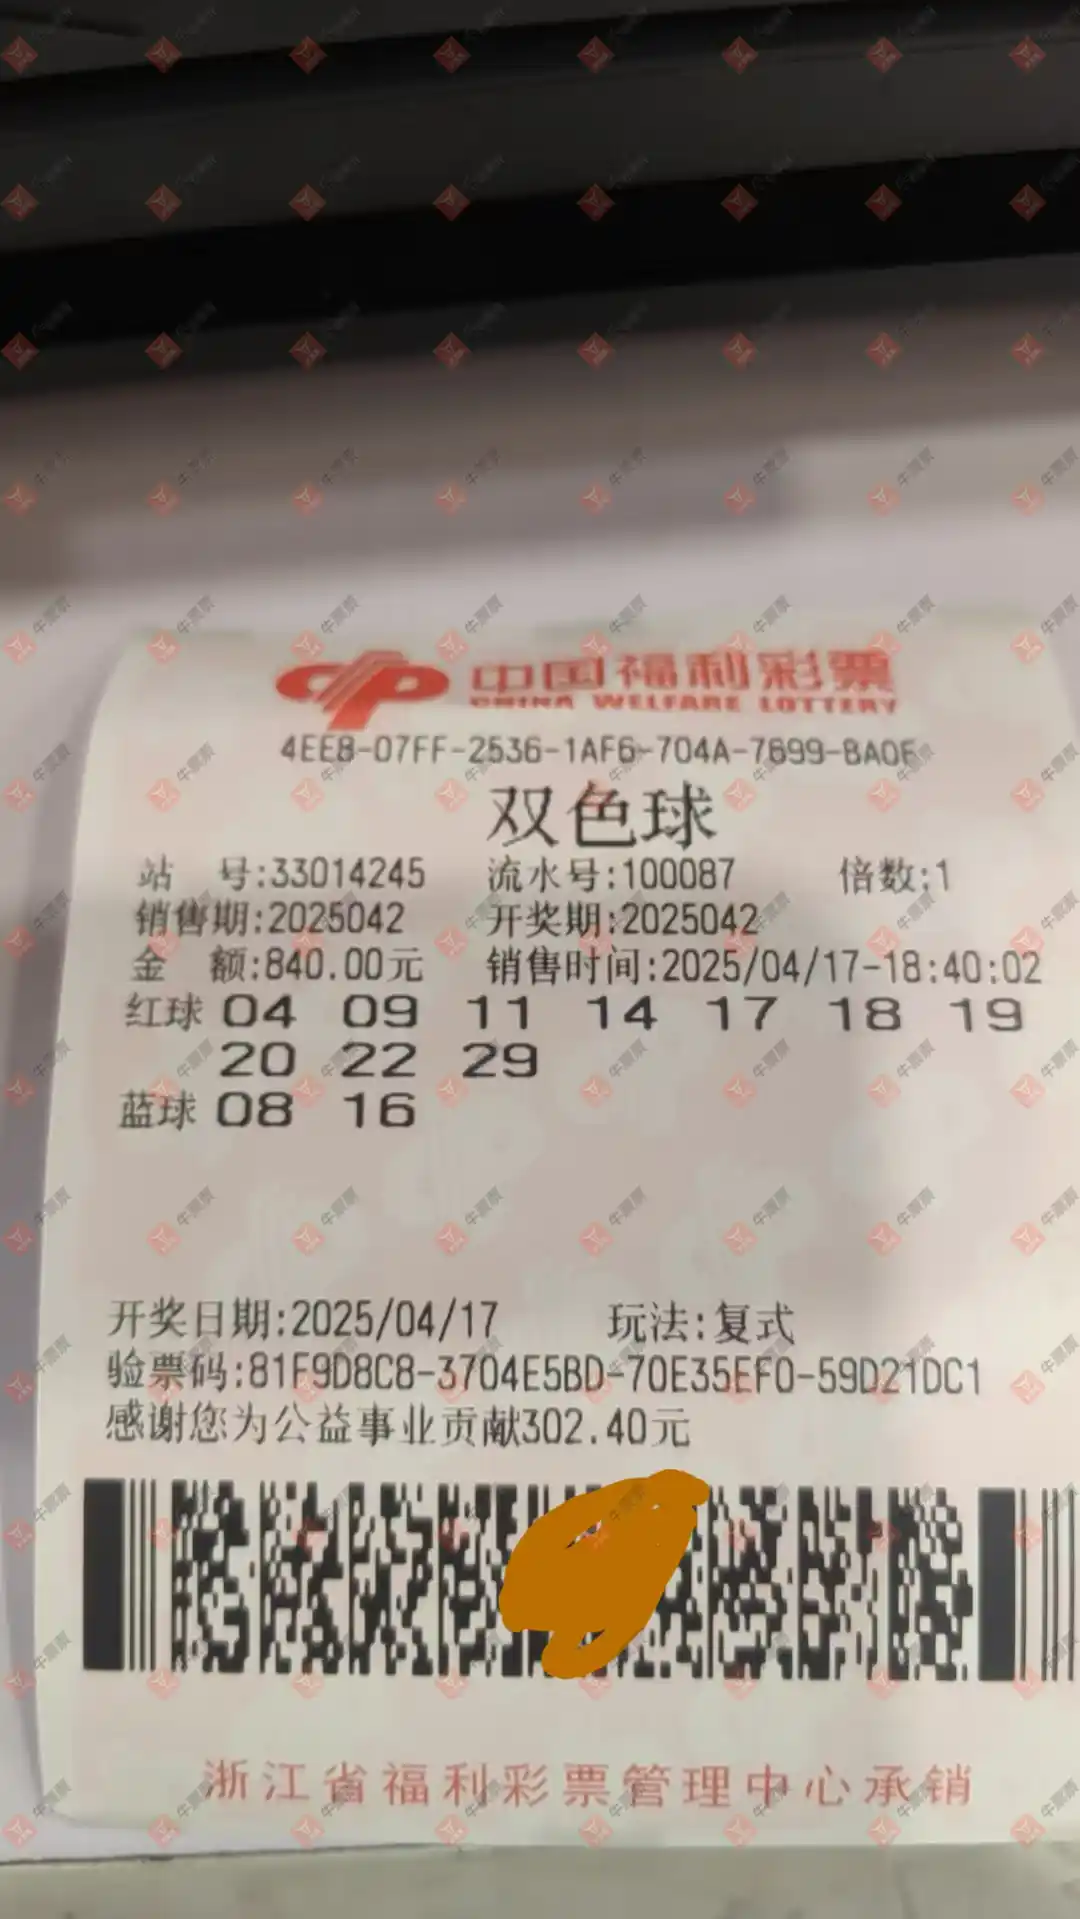 中国福利彩票
CHINA WELFARE LOTTERY
4EE8-07FF-2536-1AF6-704A-7699-BA0F
双色球
站 号:33014245 流水号:100087 倍数:1
销售期:2025042 开奖期:2025042
金 额:840.00元 销售时间:2025/04/17-18:40:02
红球 04 09 11 14 17 18 19
20 22 29
蓝球 08 16
开奖日期:2025/04/17 玩法:复式
验票码:81F9D8C8-3704E5BD-70E35EF0-59D21DC1
感谢您为公益事业贡献302.40元
浙江省福利彩票管理中心承销
牛票票